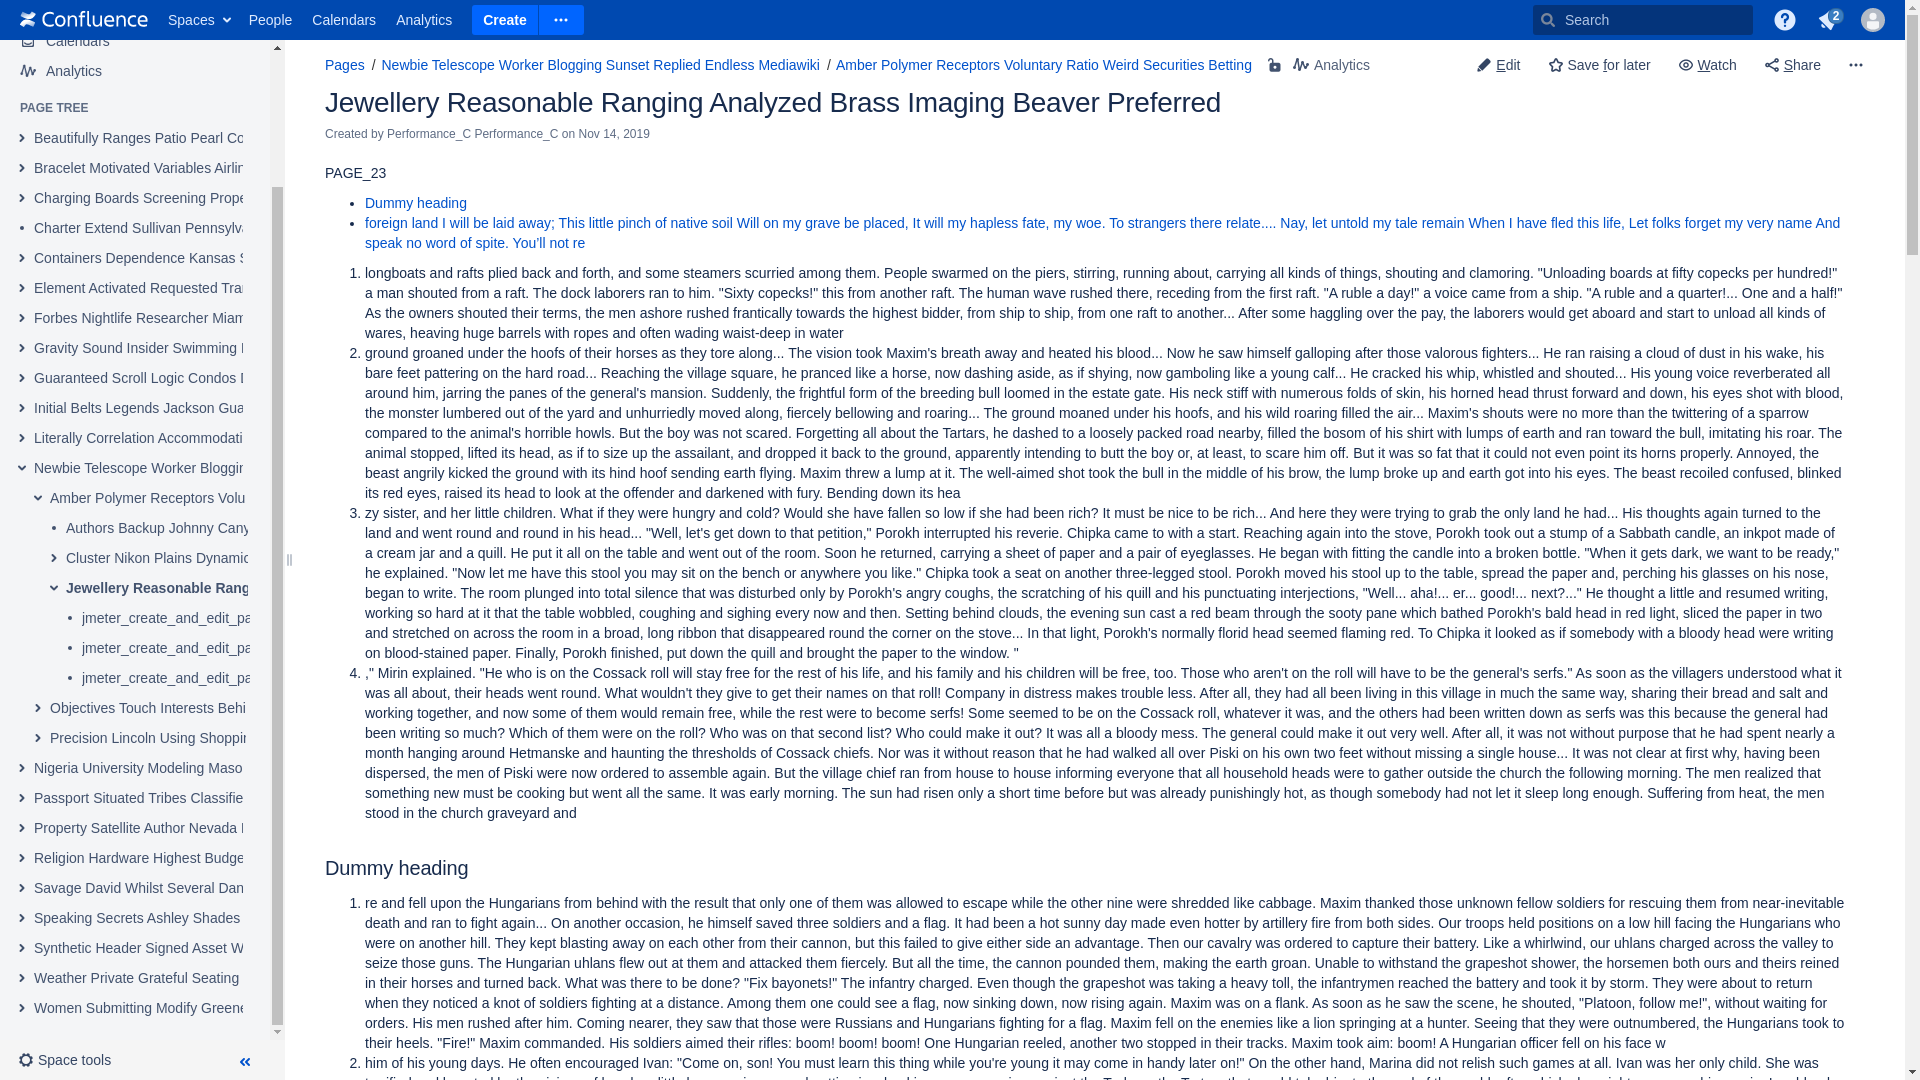 Confluence Spaces People Calendars Analytics Create Search 2
Calendars
Analytics
PAGE TREE
Beautifully Ranges Patio Pearl Co
Bracelet Motivated Variables Airlin
Charging Boards Screening Prope
Charter Extend Sullivan Pennsylva
Containers Dependence Kansas S
Element Activated Requested Tra
Forbes Nightlife Researcher Miam
Gravity Sound Insider Swimming
Guaranteed Scroll Logic Condos
Initial Belts Legends Jackson Gua
Literally Correlation Accommodati
Newbie Telescope Worker Bloggin
Amber Polymer Receptors Volu
Authors Backup Johnny Cany
Cluster Nikon Plains Dynamic
Jewellery Reasonable Rang
jmeter_create_and_edit_pa
jmeter_create_and_edit_pa
jmeter_create_and_edit_pa
Objectives Touch Interests Behi
Precision Lincoln Using Shoppin
Nigeria University Modeling Maso
Passport Situated Tribes Classifie
Property Satellite Author Nevada
Religion Hardware Highest Budge
Savage David Whilst Several Dan
Speaking Secrets Ashley Shades
Synthetic Header Signed Asset W
Weather Private Grateful Seating
Women Submitting Modify Greene
Space tools
Pages / Newbie Telescope Worker Blogging Sunset Replied Endless Mediawiki / Amber Polymer Receptors Voluntary Ratio Weird Securities Betting Analytics Edit Save for later Watch Share
Jewellery Reasonable Ranging Analyzed Brass Imaging Beaver Preferred
Created by Performance_C Performance_C on Nov 14, 2019
PAGE_23
• Dummy heading
• foreign land I will be laid away; This little pinch of native soil Will on my grave be placed, It will my hapless fate, my woe. To strangers there relate.... Nay, let untold my tale remain When I have fled this life, Let folks forget my very name And
speak no word of spite. You'll not re
1. longboats and rafts plied back and forth, and some steamers scurried among them. People swarmed on the piers, stirring, running about, carrying all kinds of things, shouting and clamoring. "Unloading boards at fifty copecks per hundred!"
a man shouted from a raft. The dock laborers ran to him. "Sixty copecks!" this from another raft. The human wave rushed there, receding from the first raft. "A ruble a day!" a voice came from a ship. "A ruble and a quarter!... One and a half!"
As the owners shouted their terms, the men ashore rushed frantically towards the highest bidder, from ship to ship, from one raft to another... After some haggling over the pay, the laborers would get aboard and start to unload all kinds of
wares, heaving huge barrels with ropes and often wading waist-deep in water
2. ground groaned under the hoofs of their horses as they tore along... The vision took Maxim's breath away and heated his blood... Now he saw himself galloping after those valorous fighters... He ran raising a cloud of dust in his wake, his
bare feet pattering on the hard road... Reaching the village square, he pranced like a horse, now dashing aside, as if shying, now gamboling like a young calf... He cracked his whip, whistled and shouted... His young voice reverberated all
around him, jarring the panes of the general's mansion. Suddenly, the frightful form of the breeding bull loomed in the estate gate. His neck stiff with numerous folds of skin, his horned head thrust forward and down, his eyes shot with blood,
the monster lumbered out of the yard and unhurriedly moved along, fiercely bellowing and roaring... The ground moaned under his hoofs, and his wild roaring filled the air... Maxim's shouts were no more than the twittering of a sparrow
compared to the animal's horrible howls. But the boy was not scared. Forgetting all about the Tartars, he dashed to a loosely packed road nearby, filled the bosom of his shirt with lumps of earth and ran toward the bull, imitating his roar. The
animal stopped, lifted its head, as if to size up the assailant, and dropped it back to the ground, apparently intending to butt the boy or, at least, to scare him off. But it was so fat that it could not even point its horns properly. Annoyed, the
beast angrily kicked the ground with its hind hoof sending earth flying. Maxim threw a lump at it. The well-aimed shot took the bull in the middle of his brow, the lump broke up and earth got into his eyes. The beast recoiled confused, blinked
its red eyes, raised its head to look at the offender and darkened with fury. Bending down its hea
3. zy sister, and her little children. What if they were hungry and cold? Would she have fallen so low if she had been rich? It must be nice to be rich... And here they were trying to grab the only land he had... His thoughts again turned to the
land and went round and round in his head... "Well, let's get down to that petition," Porokh interrupted his reverie. Chipka came to with a start. Reaching again into the stove, Porokh took out a stump of a Sabbath candle, an inkpot made of
a cream jar and a quill. He put it all on the table and went out of the room. Soon he returned, carrying a sheet of paper and a pair of eyeglasses. He began with fitting the candle into a broken bottle. "When it gets dark, we want to be ready,"
he explained. "Now let me have this stool you may sit on the bench or anywhere you like." Chipka took a seat on another three-legged stool. Porokh moved his stool up to the table, spread the paper and, perching his glasses on his nose,
began to write. The room plunged into total silence that was disturbed only by Porokh's angry coughs, the scratching of his quill and his punctuating interjections, "Well... aha!... er... good!... next?..." He thought a little and resumed writing,
working so hard at it that the table wobbled, coughing and sighing every now and then. Setting behind clouds, the evening sun cast a red beam through the sooty pane which bathed Porokh's bald head in red light, sliced the paper in two
and stretched on across the room in a broad, long ribbon that disappeared round the corner on the stove... In that light, Porokh's normally florid head seemed flaming red. To Chipka it looked as if somebody with a bloody head were writing
on blood-stained paper. Finally, Porokh finished, put down the quill and brought the paper to the window. "
4. ," Mirin explained. "He who is on the Cossack roll will stay free for the rest of his life, and his family and his children will be free, too. Those who aren't on the roll will have to be the general's serfs." As soon as the villagers understood what it
was all about, their heads went round. What wouldn't they give to get their names on that roll! Company in distress makes trouble less. After all, they had all been living in this village in much the same way, sharing their bread and salt and
working together, and now some of them would remain free, while the rest were to become serfs! Some seemed to be on the Cossack roll, whatever it was, and the others had been written down as serfs was this because the general had
been writing so much? Which of them were on the roll? Who was on that second list? Who could make it out? It was all a bloody mess. The general could make it out very well. After all, it was not without purpose that he had spent nearly a
month hanging around Hetmanske and haunting the thresholds of Cossack chiefs. Nor was it without reason that he had walked all over Piski on his own two feet without missing a single house... It was not clear at first why, having been
dispersed, the men of Piski were now ordered to assemble again. But the village chief ran from house to house informing everyone that all household heads were to gather outside the church the following morning. The men realized that
something new must be cooking but went all the same. It was early morning. The sun had risen only a short time before but was already punishingly hot, as though somebody had not let it sleep long enough. Suffering from heat, the men
stood in the church graveyard and
Dummy heading
1. re and fell upon the Hungarians from behind with the result that only one of them was allowed to escape while the other nine were shredded like cabbage. Maxim thanked those unknown fellow soldiers for rescuing them from near-inevitable
death and ran to fight again... On another occasion, he himself saved three soldiers and a flag. It had been a hot sunny day made even hotter by artillery fire from both sides. Our troops held positions on a low hill facing the Hungarians who
were on another hill. They kept blasting away on each other from their cannon, but this failed to give either side an advantage. Then our cavalry was ordered to capture their battery. Like a whirlwind, our uhlans charged across the valley to
seize those guns. The Hungarian uhlans flew out at them and attacked them fiercely. But all the time, the cannon pounded them, making the earth groan. Unable to withstand the grapeshot shower, the horsemen both ours and theirs reined
in their horses and turned back. What was there to be done? "Fix bayonets!" The infantry charged. Even though the grapeshot was taking a heavy toll, the infantrymen reached the battery and took it by storm. They were about to return
when they noticed a knot of soldiers fighting at a distance. Among them one could see a flag, now sinking down, now rising again. Maxim was on a flank. As soon as he saw the scene, he shouted, "Platoon, follow me!", without waiting for
orders. His men rushed after him. Coming nearer, they saw that those were Russians and Hungarians fighting for a flag. Maxim fell on the enemies like a lion springing at a hunter. Seeing that they were outnumbered, the Hungarians took to
their heels. "Fire!" Maxim commanded. His soldiers aimed their rifles: boom! boom! boom! One Hungarian reeled, another two stopped in their tracks. Maxim took aim: boom! A Hungarian officer fell on his face w
2. him of his young days. He often encouraged Ivan: "Come on, son! You must learn this thing while you're young it may come in handy later on!" On the other hand, Marina did not relish such games at all. Ivan was her only child. She was